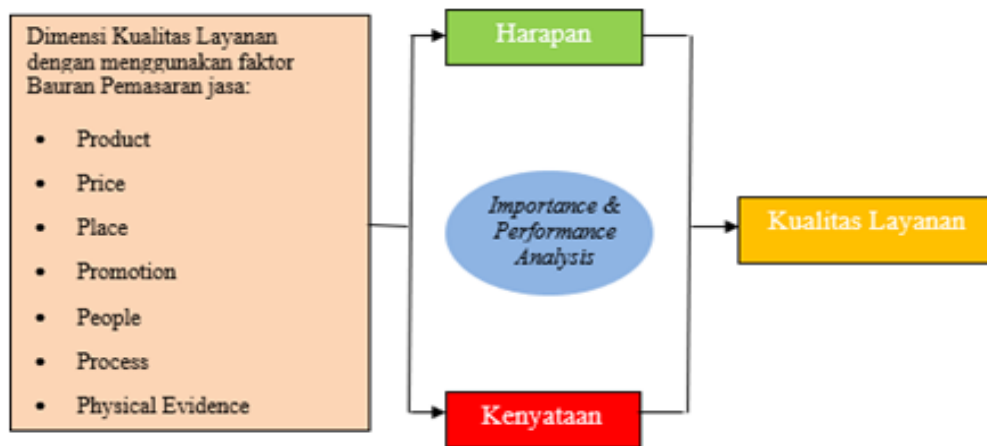 Dimensi Kualitas Layanan
dengan menggunakan faktor
Bauran Pemasaran jasa:
• Product
• Price
• Place
• Promotion
• People
• Process
• Physical Evidence
Harapan
Importance &
Performance
Analysis
Kenyataan
Kualitas Layanan